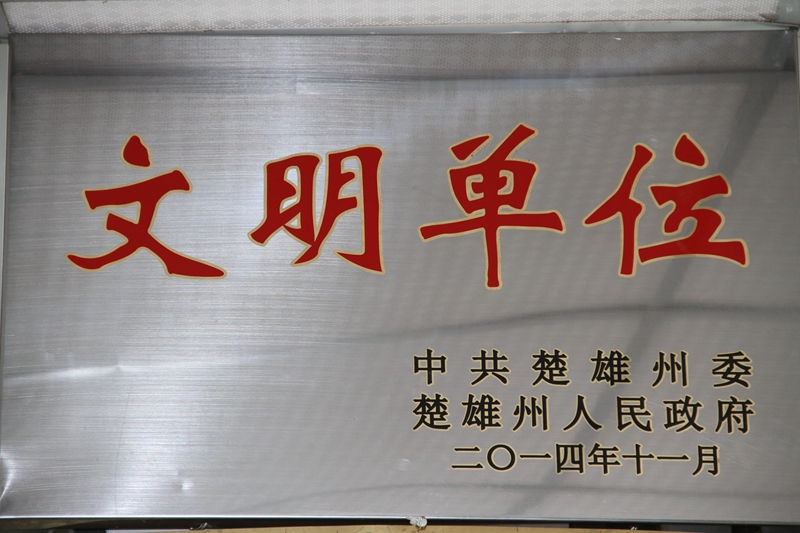 文明单位
中共楚雄州委
楚雄州人民政府
二〇一四年十一月